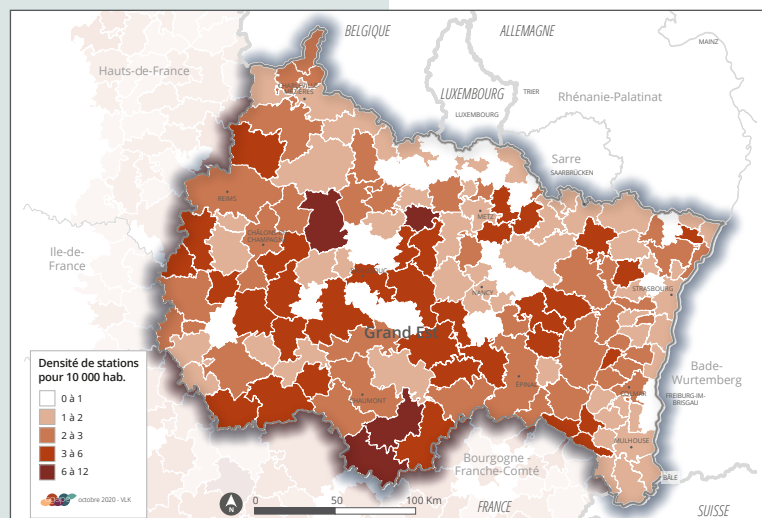 BELGIQUE
ALLEMAGNE
MAINZ
Hauts-de-France
LUXEMBOURG
TRIER
Rhénanie-Palatinat
LUXEMBOURG
Sarre
SAARBRÜCKEN
REIMS
METZ
Ile-de-
France
NANCY
STRASBOURG
Grand Est
Bade-
Wurtemberg
FREIBURG-IM-
BRISGAU
ÉPINAL
CHAUMONT
COLMAR
MULHOUSE
BÂLE
Bourgogne -
Franche-Comté
FRANCE
SUISSE
Densité de stations
pour 10 000 hab.
0 à 1
1 à 2
2 à 3
3 à 6
6 à 12
octobre 2020 - VLK
N
0
50
100 Km